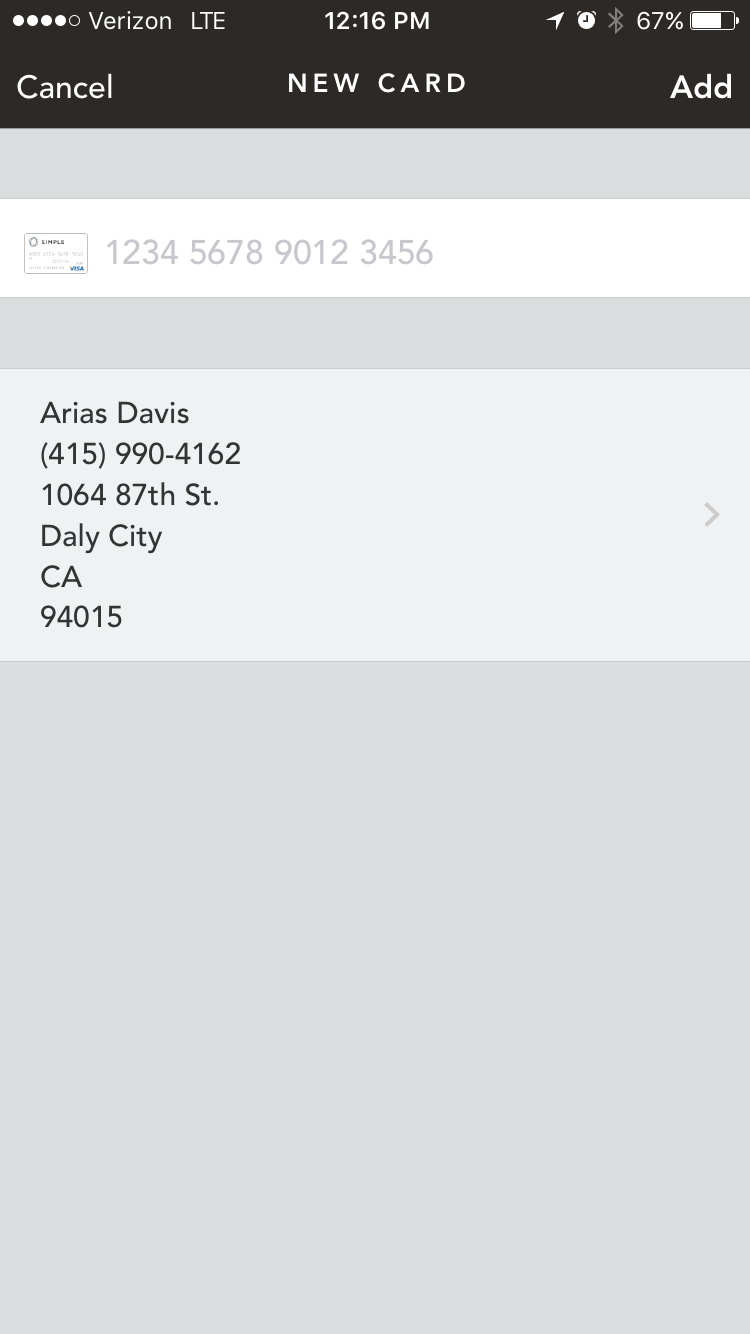 Verizon LTE 12:16 PM 67%
Cancel NEW CARD Add
SIMPLE
VISA
1234 5678 9012 3456
Arias Davis
(415) 990-4162
1064 87th St.
Daly City
CA
94015